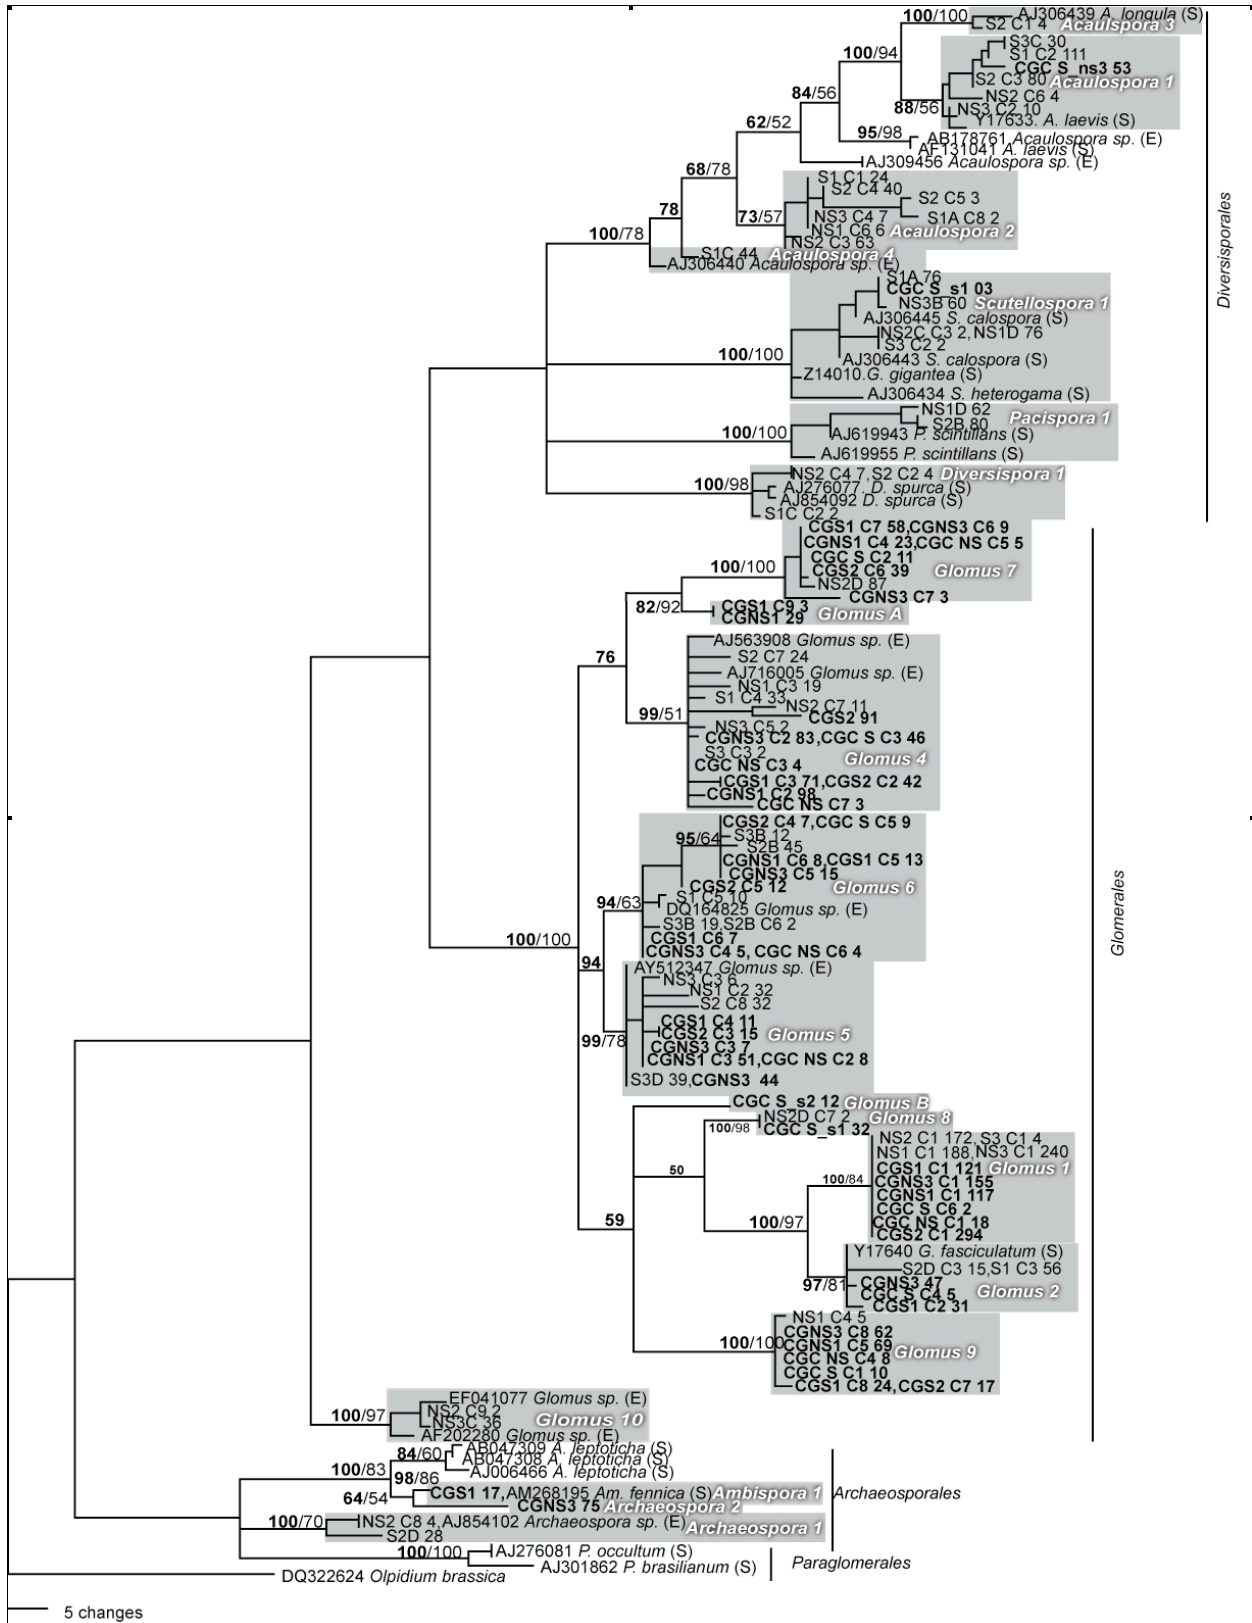 AJ306439 A. longula (S)
100/100
S2 C1 4
Acaulspora 3
S3C 30
100/94
S1 C2 111
CGC S_ns3 53
S2 C3 80
Acaulospora 1
84/56
NS2 C6 4
88/56
NS3 C2 10
Y17633. A. laevis (S)
62/52
95/98
AB178761 Acaulospora sp. (E)
AF131041 A. laevis (S)
AJ309456 Acaulospora sp. (E)
68/78
S1 C1 24
S2 C4 40
S2 C5 3
78
73/57
NS3 C4 7
S1A C8 2
NS1 C6 6
Acaulospora 2
100/78
NS2 C3 63
S1C 44
Acaulospora 4
AJ306440 Acaulospora sp. (E)
Diversisporales
S1A 76
CGC S_s1 03
NS3B 60
Scutellospora 1
AJ306445 S. calospora (S)
NS2C C3 2, NS1D 76
S3 C2 2
100/100
AJ306443 S. calospora (S)
Z14010.G. gigantea (S)
AJ306434 S. heterogama (S)
NS1D 62
Pacispora 1
S2B 80
100/100
AJ619943 P. scintillans (S)
AJ619955 P. scintillans (S)
NS2 C4 7,S2 C2 4
Diversispora 1
100/98
AJ276077. D. spurca (S)
AJ854092 D. spurca (S)
S1C C2 2
CGS1 C7 58,CGNS3 C6 9
CGNS1 C4 23,CGC NS C5 5
CGC S C2 11
100/100
CGS2 C6 39
Glomus 7
NS2D 87
CGNS3 C7 3
82/92
CGS1 C9 3
CGNS1 29
Glomus A
AJ563908 Glomus sp. (E)
76
S2 C7 24
AJ716005 Glomus sp. (E)
NS1 C3 19
S1 C4 33
NS2 C7 11
99/51
CGS2 91
NS3 C5 2
CGNS3 C2 83,CGC S C3 46
S3 C3 2
Glomus 4
CGC NS C3 4
CGS1 C3 71,CGS2 C2 42
CGNS1 C2 98
CGC NS C7 3
CGS2 C4 7,CGC S C5 9
95/64
S3B 12
S2B 45
CGNS1 C6 8,CGS1 C5 13
CGNS3 C5 15
CGS2 C5 12
Glomus 6
94/63
S1 C5 10
DQ164825 Glomus sp. (E)
S3B 19,S2B C6 2
Glomerales
100/100
CGS1 C6 7
CGNS3 C4 5, CGC NS C6 4
94
AY512347 Glomus sp. (E)
NS3 C3 6
NS1 C2 32
S2 C8 32
CGS1 C4 11
CGS2 C3 15
Glomus 5
99/78
CGNS3 C3 7
CGNS1 C3 51,CGC NS C2 8
S3D 39,CGNS3 44
CGC S_s2 12
Glomus B
NS2D C7 2
Glomus 8
100/98
CGC S_s1 32
NS2 C1 172, S3 C1 4
NS1 C1 188,NS3 C1 240
50
CGS1 C1 121
Glomus 1
100/84
CGNS3 C1 155
CGNS1 C1 117
CGC S C6 2
59
100/97
CGC NS C1 18
CGS2 C1 294
Y17640 G. fasciculatum (S)
S2D C3 15,S1 C3 56
97/81
CGNS3 47
CGC S C4 5
Glomus 2
CGS1 C2 31
NS1 C4 5
CGNS3 C8 62
100/100
CGNS1 C5 69
CGC NS C4 8
Glomus 9
CGC S C1 10
CGS1 C8 24,CGS2 C7 17
EF041077 Glomus sp. (E)
NS2 C9 2
100/97
NS3C 36
Glomus 10
AF202280 Glomus sp. (E)
84/60
AB047309 A. leptoticha (S)
AB047308 A. leptoticha (S)
100/83
AJ006466 A. leptoticha (S)
98/86
CGS1 17,AM268195 Am. fennica (S)
Ambispora 1
Archaeosporales
64/54
CGNS3 75
Archaeospora 2
100/70
NS2 C8 4,AJ854102 Archaeospora sp. (E)
Archaeospora 1
S2D 28
100/100
AJ276081 P. occultum (S)
AJ301862 P. brasilianum (S)
Paraglomerales
DQ322624 Olpidium brassica
5 changes